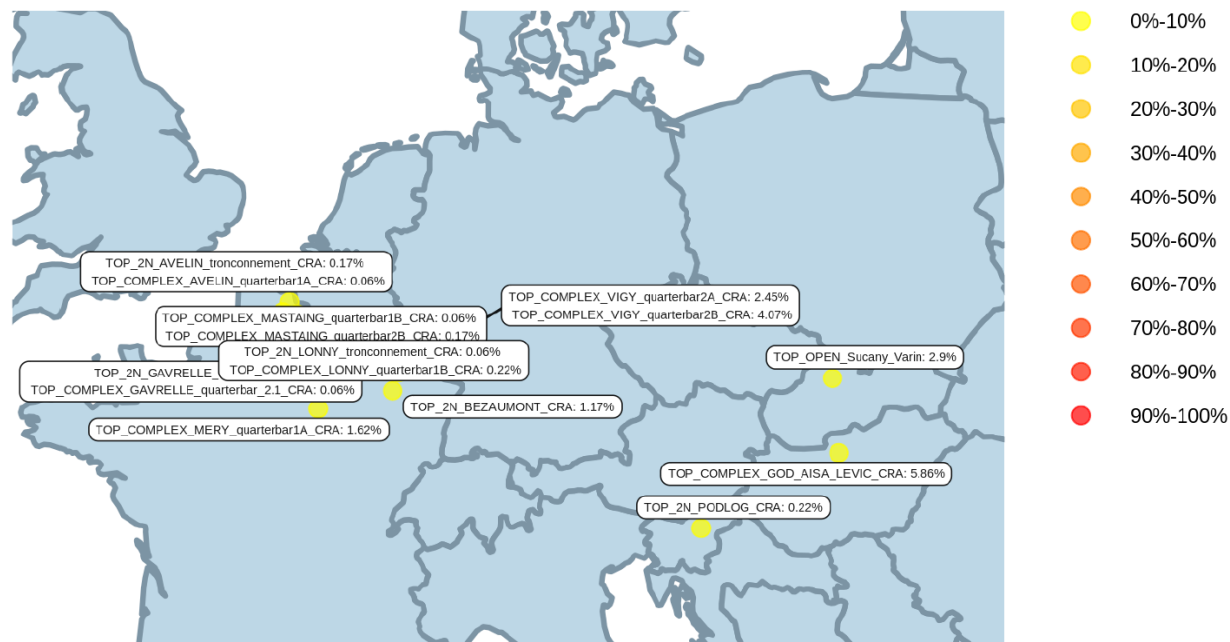 0%-10%
10%-20%
20%-30%
30%-40%
40%-50%
50%-60%
60%-70%
70%-80%
80%-90%
90%-100%
TOP_2N_AVELIN_tronconnement_CRA: 0.17%
TOP_COMPLEX_AVELIN_quarterbar1A_CRA: 0.06%
TOP_COMPLEX_VIGY_quarterbar2A_CRA: 2.45%
TOP_COMPLEX_VIGY_quarterbar2B_CRA: 4.07%
TOP_COMPLEX_MASTAING_quarterbar1B_CRA: 0.06%
TOP_COMPLEX_MASTAING_quarterbar2B_CRA: 0.17%
TOP_2N_LONNY_tronconnement_CRA: 0.06%
TOP_COMPLEX_LONNY_quarterbar1B_CRA: 0.22%
TOP_OPEN_Sucany_Varin: 2.9%
TOP_2N_GAVRELLE_
TOP_COMPLEX_GAVRELLE_quarterbar_2.1_CRA: 0.06%
TOP_2N_BEZAUMONT_CRA: 1.17%
TOP_COMPLEX_MERY_quarterbar1A_CRA: 1.62%
TOP_COMPLEX_GOD_AISA_LEVIC_CRA: 5.86%
TOP_2N_PODLOG_CRA: 0.22%